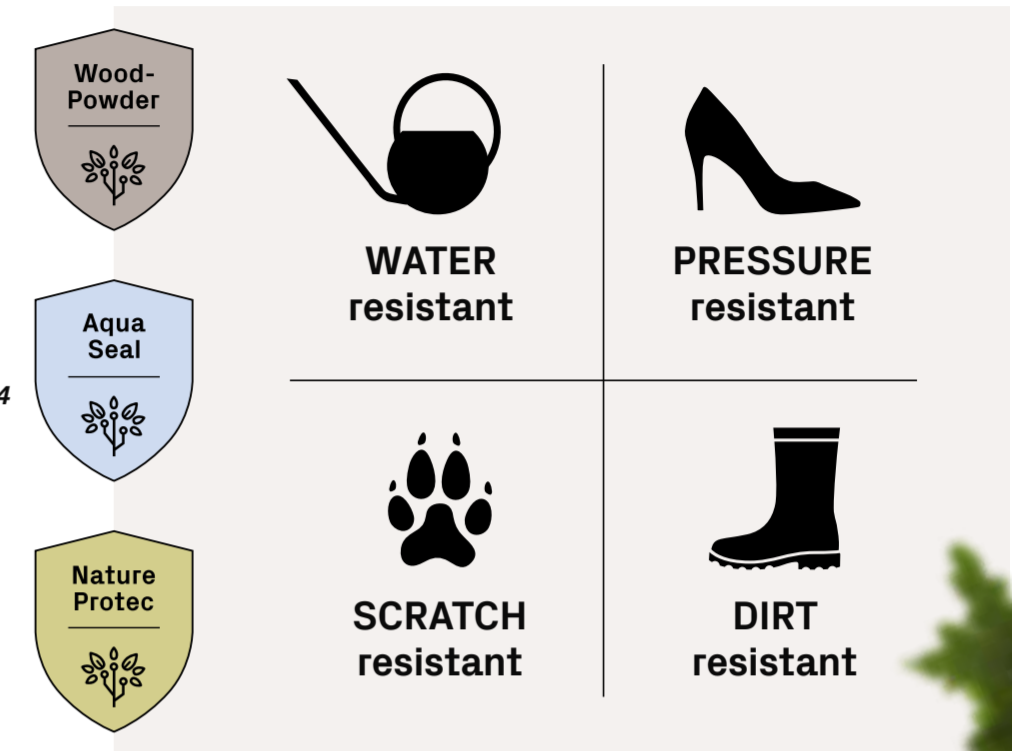 Wood-
Powder
Aqua
Seal
4
Nature
Protec
WATER
resistant
PRESSURE
resistant
SCRATCH
resistant
DIRT
resistant